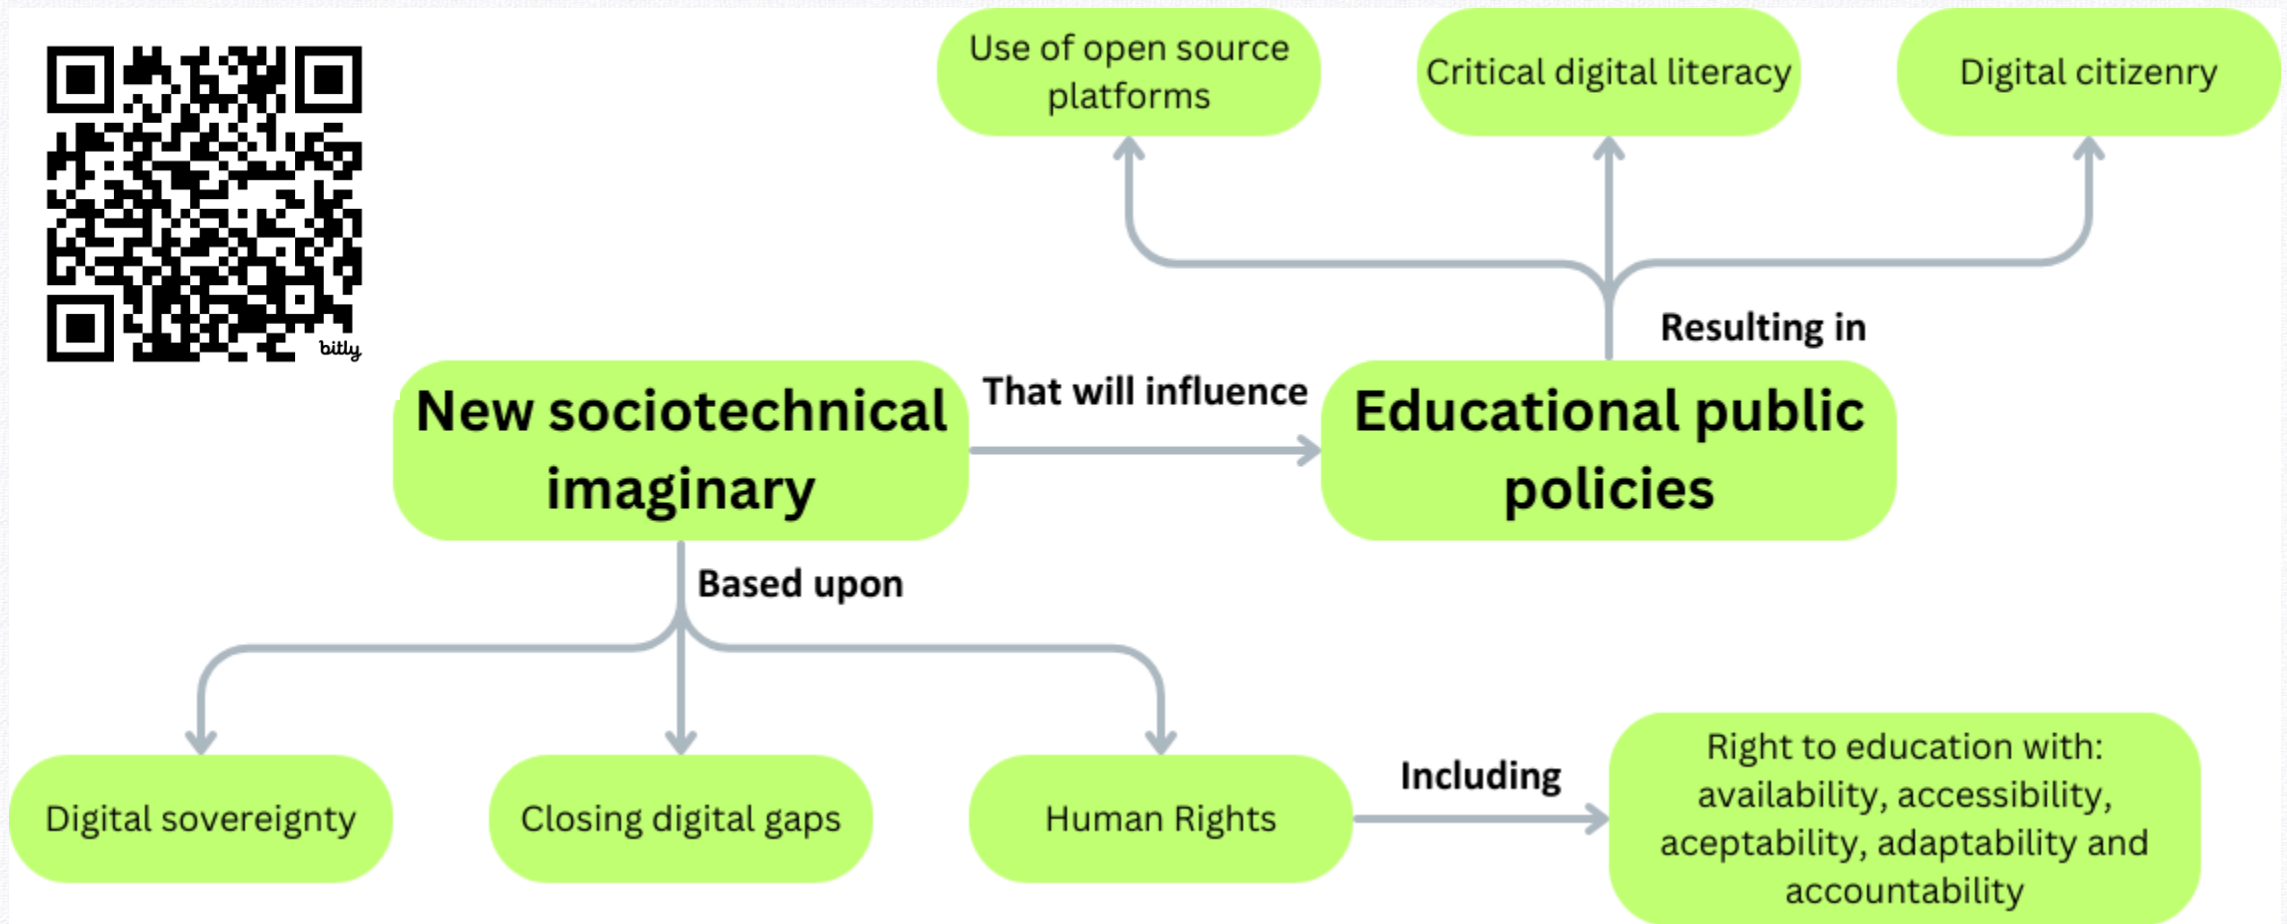 Use of open source
platforms
Critical digital literacy
Digital citizenry
bitly
Resulting in
New sociotechnical
imaginary
That will influence
Educational public
policies
Based upon
Digital sovereignty
Closing digital gaps
Human Rights
Including
Right to education with:
availability, accessibility,
aceptability, adaptability and
accountability